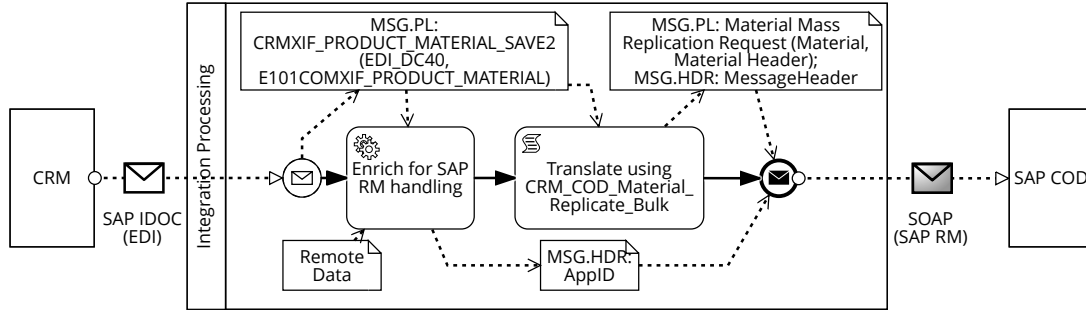 MSG.PL:
CRMXIF_PRODUCT_MATERIAL_SAVE2
(EDI_DC40,
E101COMXIF_PRODUCT_MATERIAL)
MSG.PL: Material Mass
Replication Request (Material,
Material Header);
MSG.HDR: MessageHeader
Integration Processing
CRM
SAP IDOC
(EDI)
Enrich for SAP
RM handling
Translate using
CRM_COD_Material_
Replicate_Bulk
SOAP
(SAP RM)
SAP COD
Remote
Data
MSG.HDR:
AppID